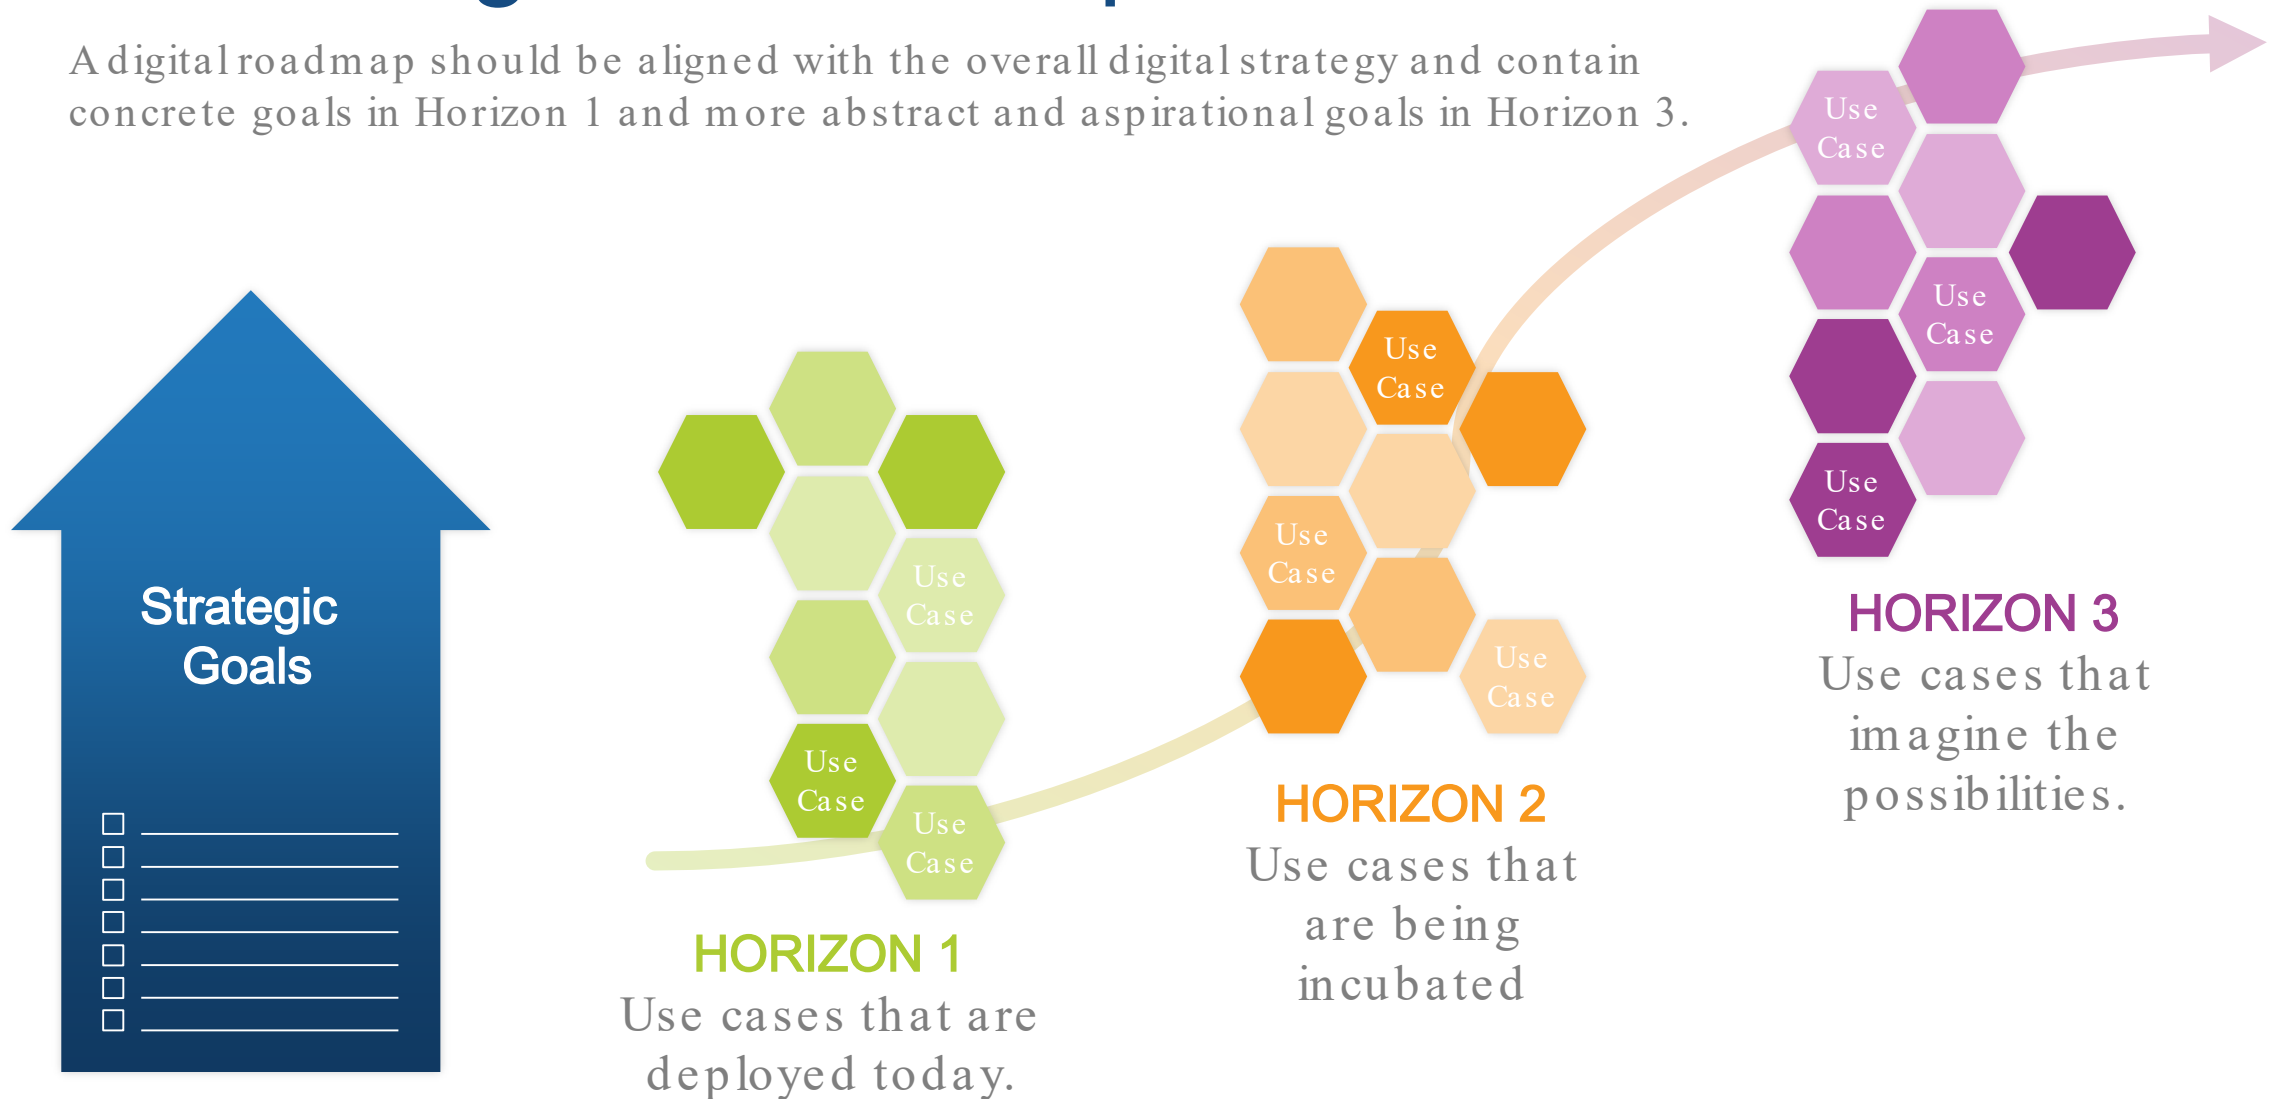 A digital roadmap should be aligned with the overall digital strategy and contain
concrete goals in Horizon 1 and more abstract and aspirational goals in Horizon 3.
Strategic
Goals
Use
Case
Use
Case
Use
Case
HORIZON 1
Use cases that are
deployed today.
Use
Case
Use
Case
Use
Case
HORIZON 2
Use cases that
are being
incubated
Use
Case
Use
Case
Use
Case
HORIZON 3
Use cases that
imagine the
possibilities.